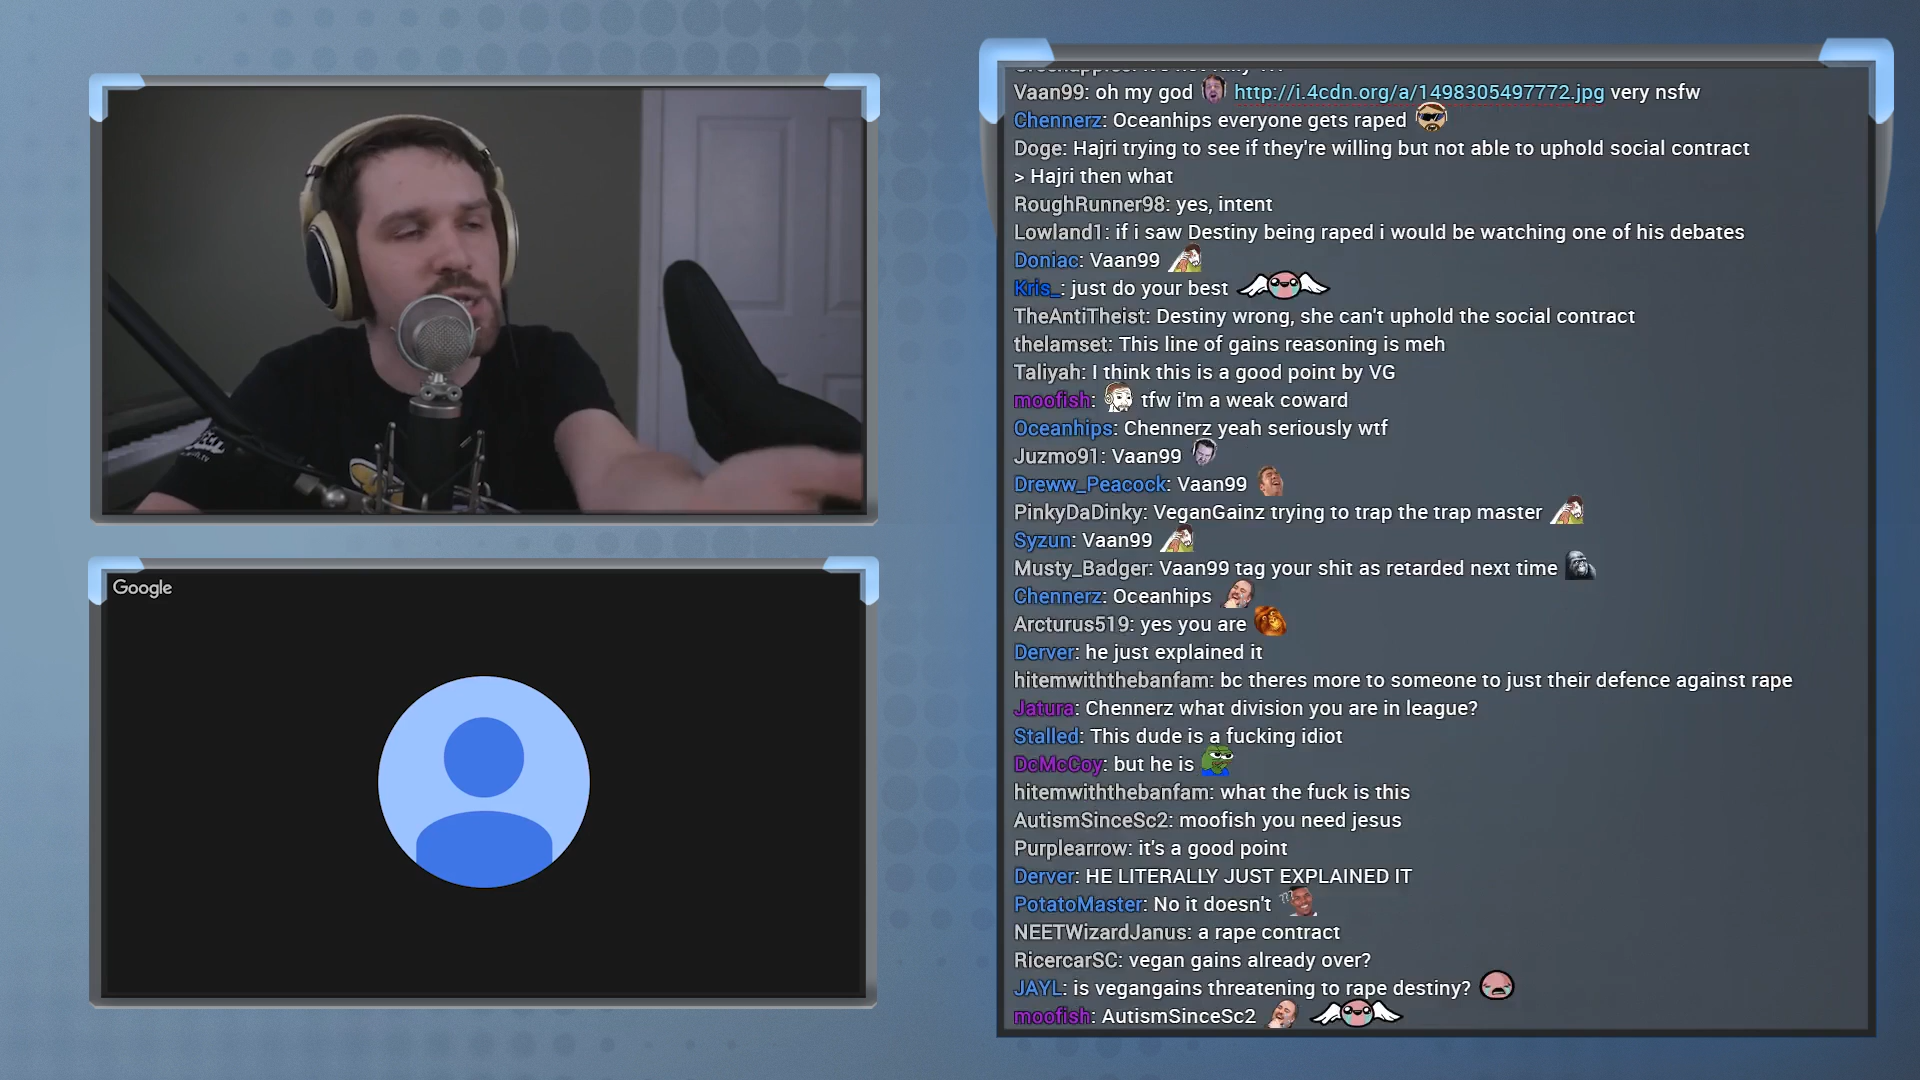 Vaan99: oh my god http://i.4cdn.org/a/1498305497772.jpg very nsfw
Chennerz: Oceanhips everyone gets raped
Doge: Hajri trying to see if they're willing but not able to uphold social contract
> Hajri then what
RoughRunner98: yes, intent
Lowland1: if i saw Destiny being raped i would be watching one of his debates
Doniac: Vaan99
Kris_: just do your best
TheAntiTheist: Destiny wrong, she can't uphold the social contract
thelamset: This line of gains reasoning is meh
Taliyah: I think this is a good point by VG
moofish: tfw i'm a weak coward
Oceanhips: Chennerz yeah seriously wtf
Juzmo91: Vaan99
Dreww_Peacock: Vaan99
PinkyDaDinky: VeganGainz trying to trap the trap master
Syzun: Vaan99
Musty_Badger: Vaan99 tag your shit as retarded next time
Chennerz: Oceanhips
Arcturus519: yes you are
Derver: he just explained it
hitemwiththebanfam: bc theres more to someone to just their defence against rape
Jatura: Chennerz what division you are in league?
Stalled: This dude is a fucking idiot
DcMcCoy: but he is
hitemwiththebanfam: what the fuck is this
AutismSinceSc2: moofish you need jesus
Purplearrow: it's a good point
Derver: HE LITERALLY JUST EXPLAINED IT
PotatoMaster: No it doesn't
NEETWizardJanus: a rape contract
RicercarSC: vegan gains already over?
JAYL: is vegangains threatening to rape destiny?
moofish: AutismSinceSc2
Google